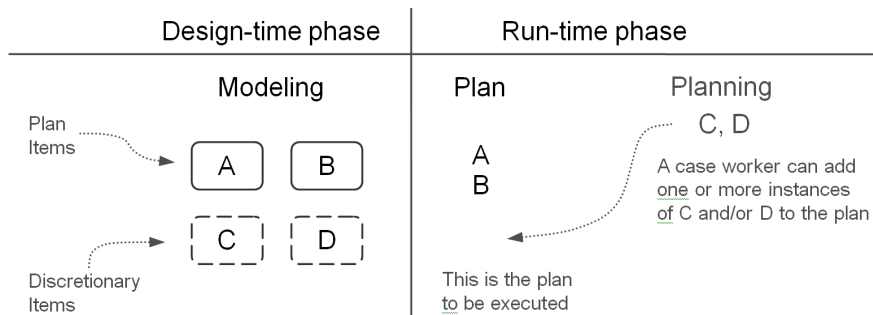 Design-time phase
Run-time phase
Modeling
Plan
Items
A
B
C
D
Discretionary
Items
Plan
A
B
This is the plan
to be executed
Planning
C, D
A case worker can add
one or more instances
of C and/or D to the plan